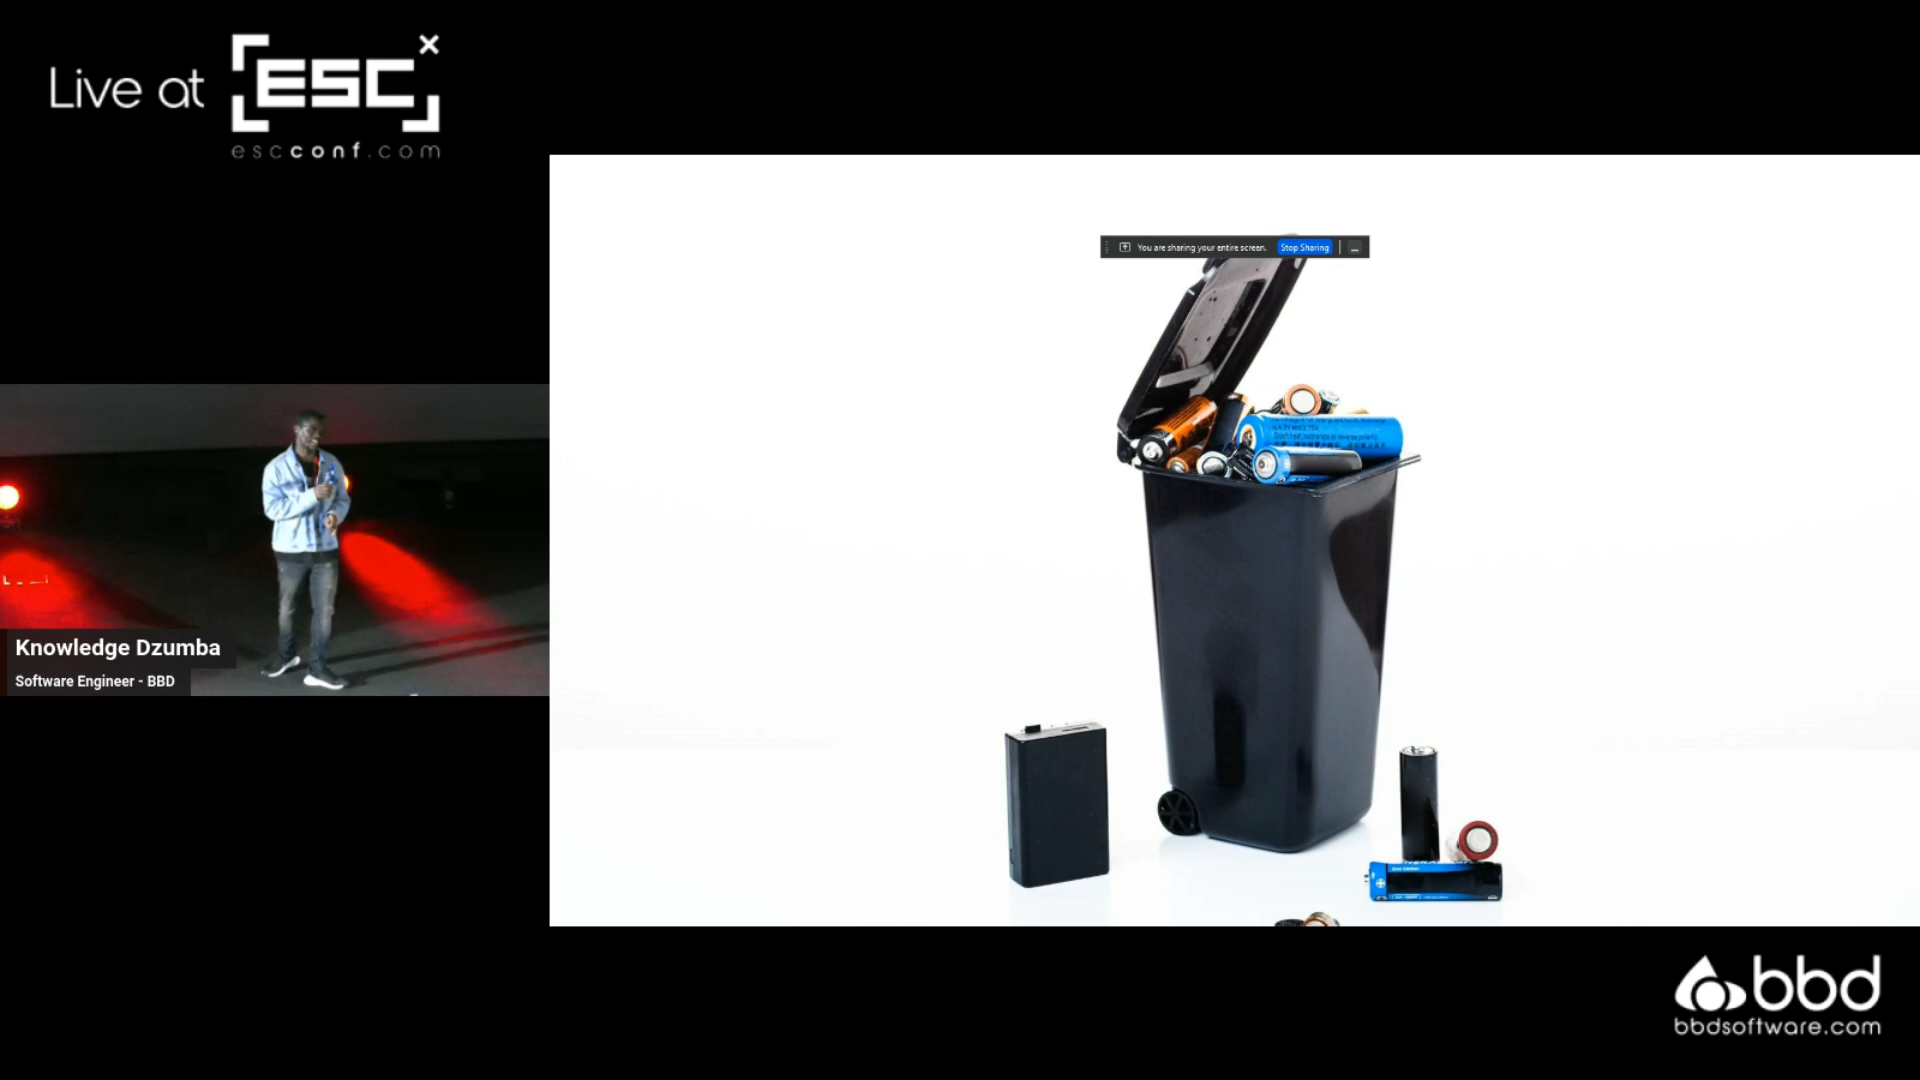 Live at [ESC]x
escconf.com
You are sharing your entire screen. Stop Sharing
Knowledge Dzumba
Software Engineer - BBD
bbd
bbdsoftware.com